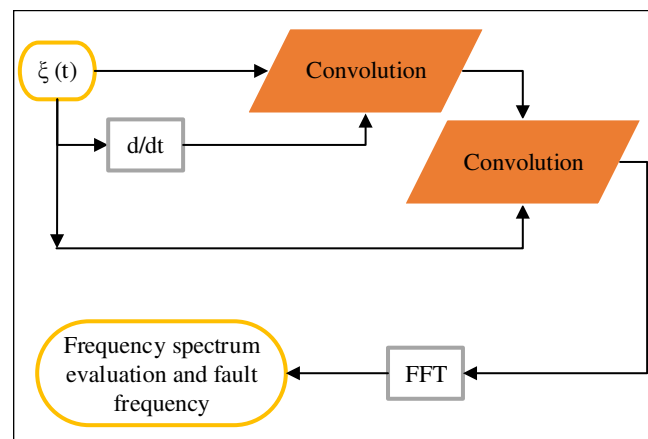 ξ (t)
Convolution
d/dt
Convolution
Frequency spectrum
evaluation and fault
frequency
FFT